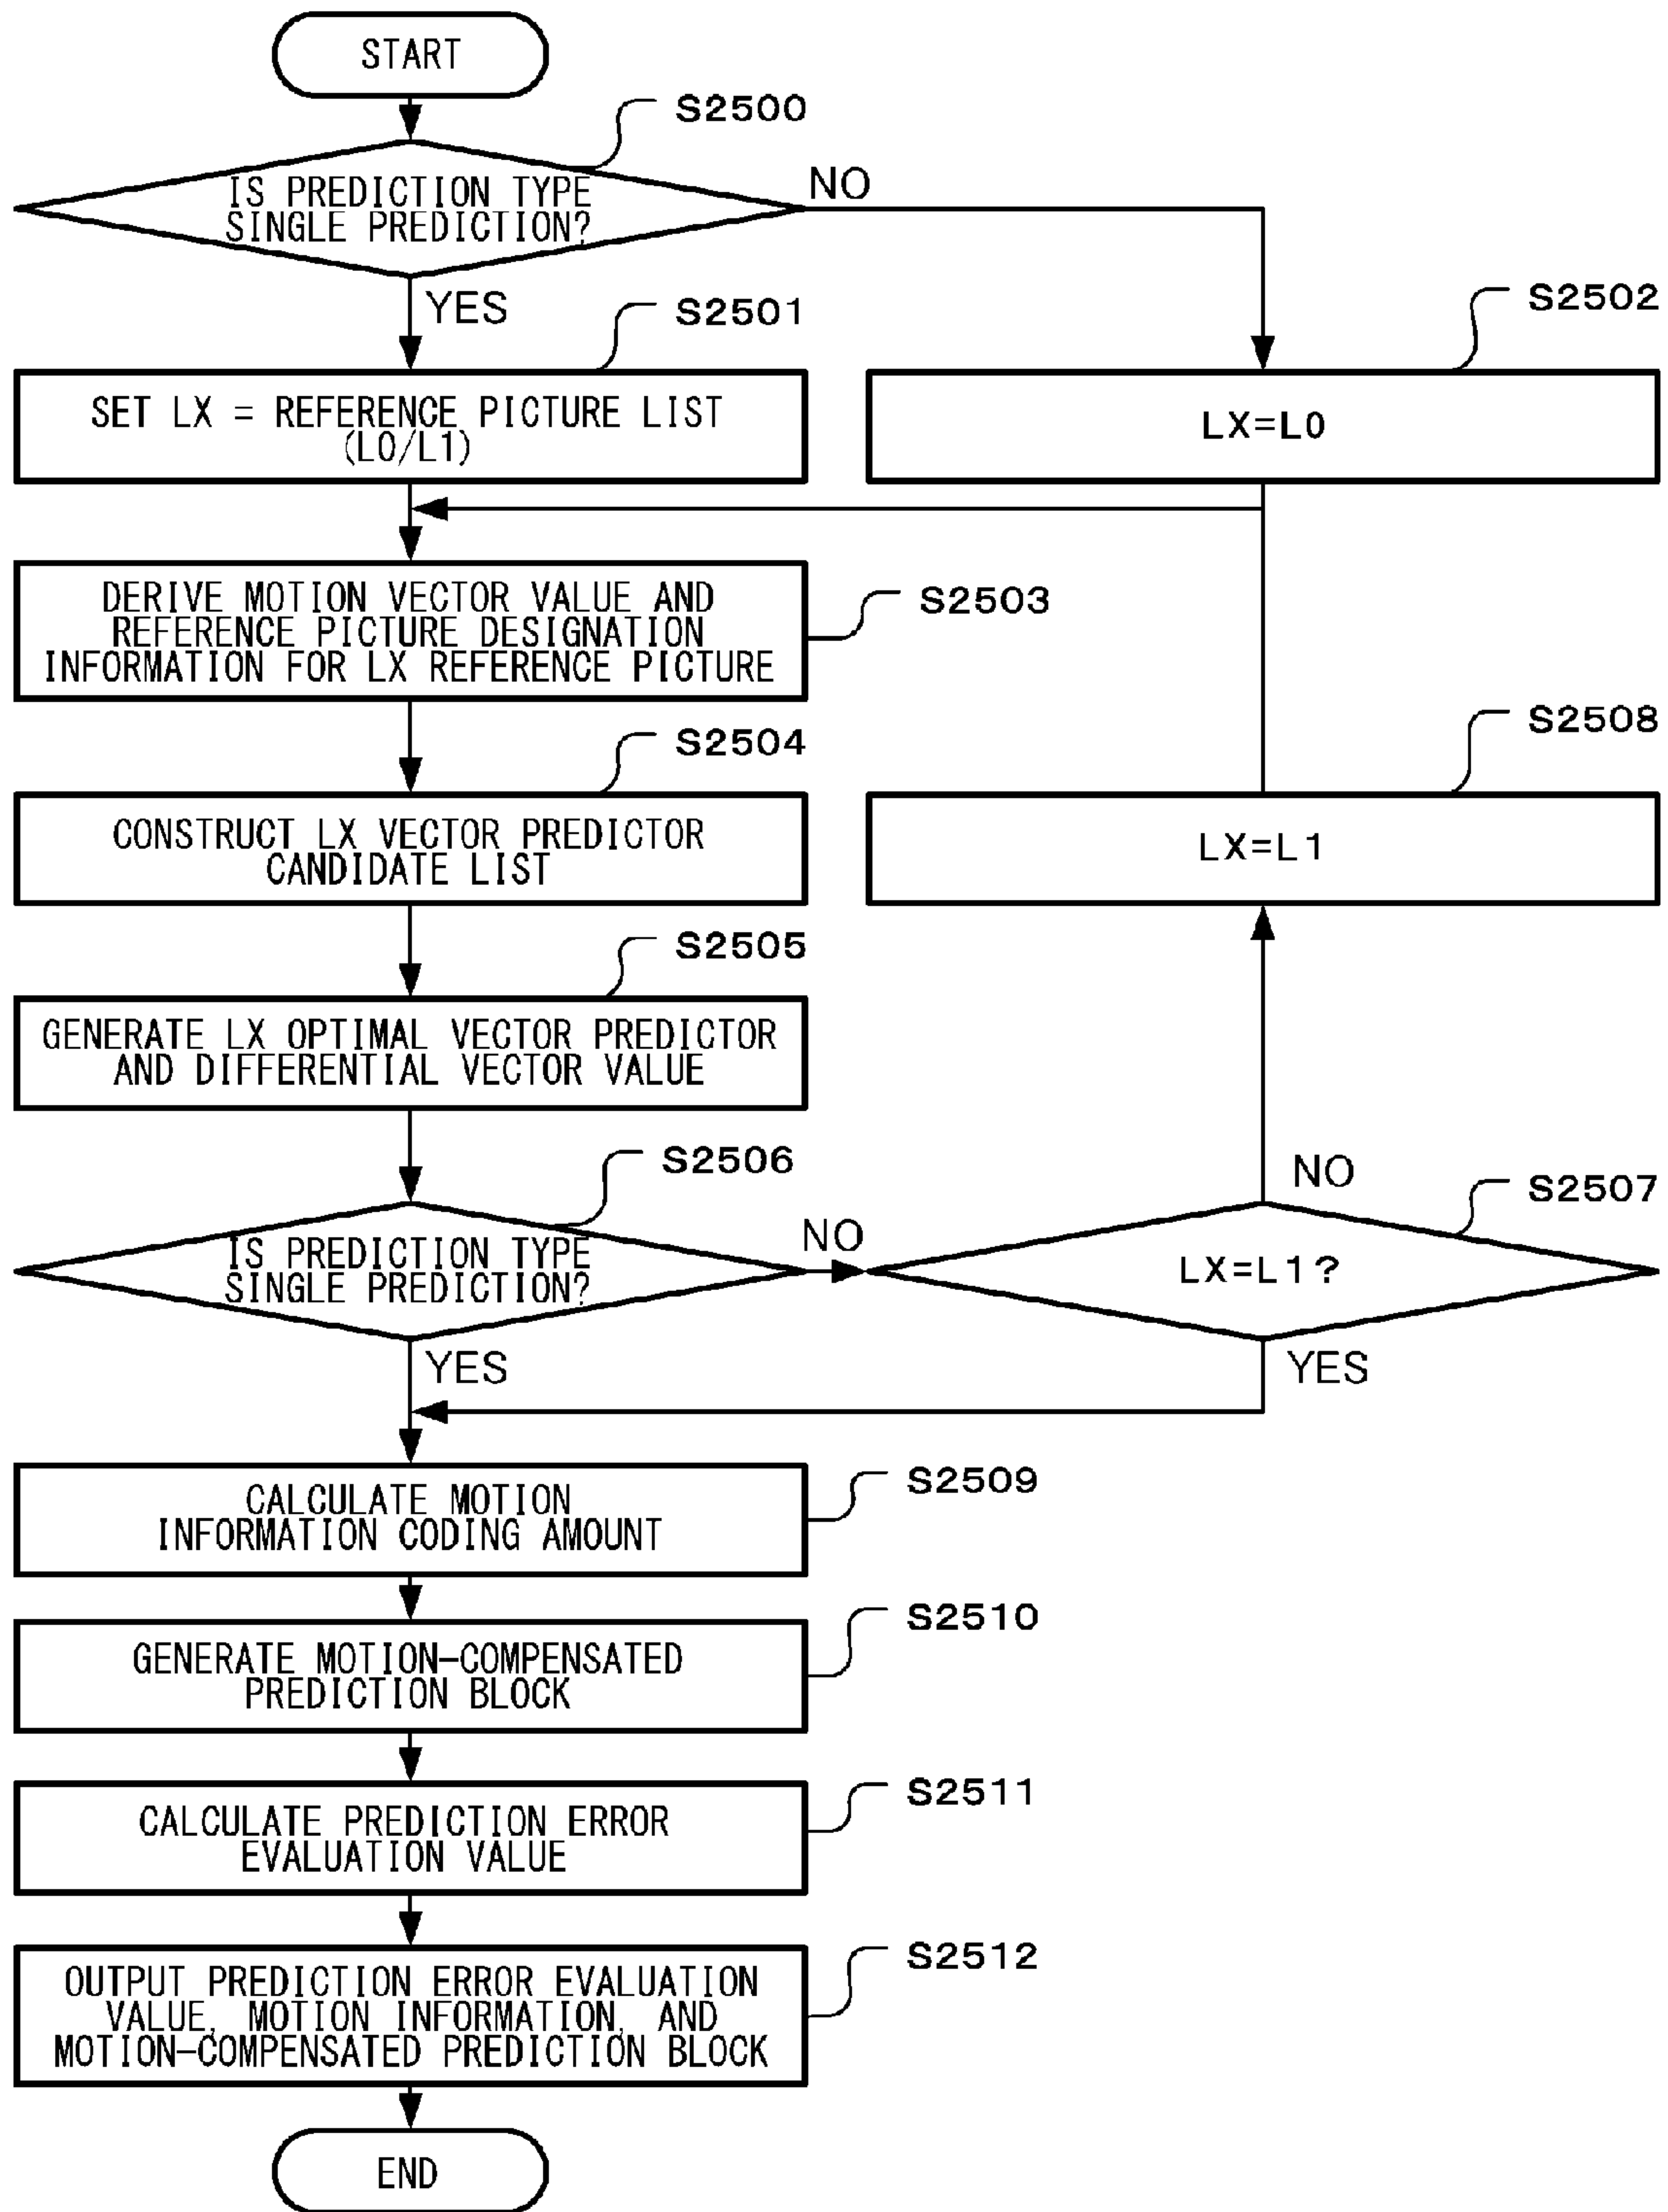 START
S2500
IS PREDICTION TYPE
SINGLE PREDICTION?
NO
YES
S2501
S2502
SET LX = REFERENCE PICTURE LIST
(L0/L1)
LX=L0
DERIVE MOTION VECTOR VALUE AND
REFERENCE PICTURE DESIGNATION
INFORMATION FOR LX REFERENCE PICTURE
S2503
S2504
S2508
CONSTRUCT LX VECTOR PREDICTOR
CANDIDATE LIST
LX=L1
S2505
GENERATE LX OPTIMAL VECTOR PREDICTOR
AND DIFFERENTIAL VECTOR VALUE
S2506
NO
S2507
IS PREDICTION TYPE
SINGLE PREDICTION?
NO
LX=L1?
YES
YES
CALCULATE MOTION
INFORMATION CODING AMOUNT
S2509
GENERATE MOTION-COMPENSATED
PREDICTION BLOCK
S2510
CALCULATE PREDICTION ERROR
EVALUATION VALUE
S2511
OUTPUT PREDICTION ERROR EVALUATION
VALUE, MOTION INFORMATION, AND
MOTION-COMPENSATED PREDICTION BLOCK
S2512
END